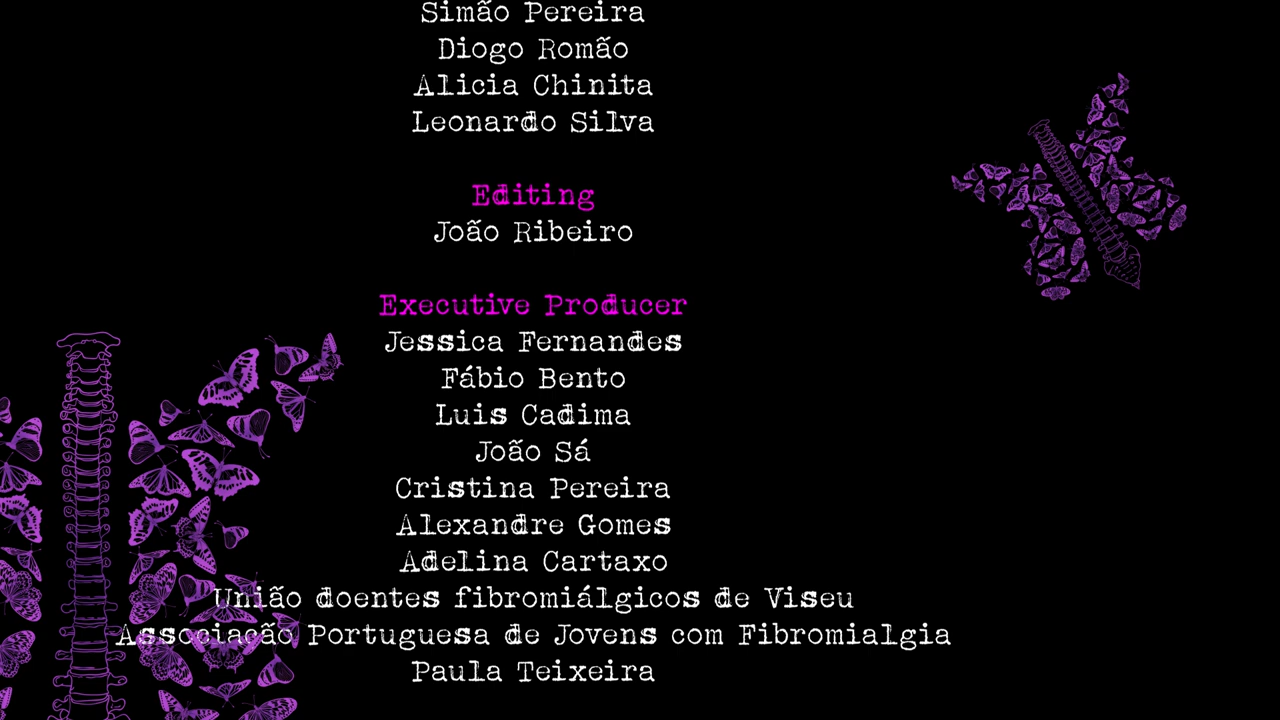 Simão Pereira
Diogo Romão
Alicia Chinita
Leonardo Silva
Editing
João Ribeiro
Executive Producer
Jessica Fernandes
Fábio Bento
Luis Cadima
João Sá
Cristina Pereira
Alexandre Gomes
Adelina Cartaxo
União doentes fibromiálgicos de Viseu
Associação Portuguesa de Jovens com Fibromialgia
Paula Teixeira